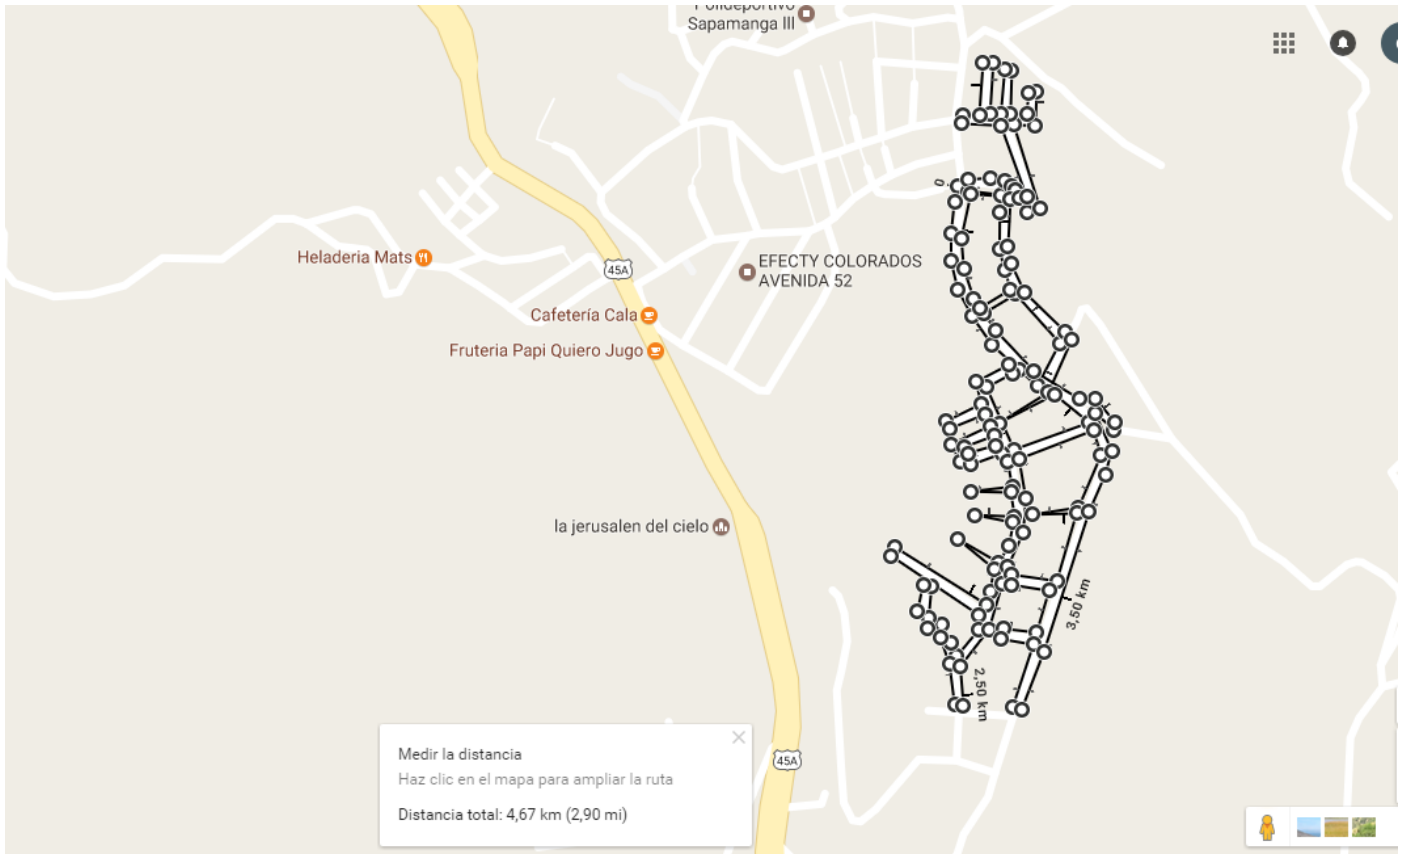 Polideportivo
Sapamanga III
0
Heladeria Mats
45A
EFECTY COLORADOS
AVENIDA 52
Cafetería Cala
Fruteria Papi Quiero Jugo
la jerusalen del cielo
3,50 km
2,50 km
Medir la distancia
Haz clic en el mapa para ampliar la ruta
Distancia total: 4,67 km (2,90 mi)
45A